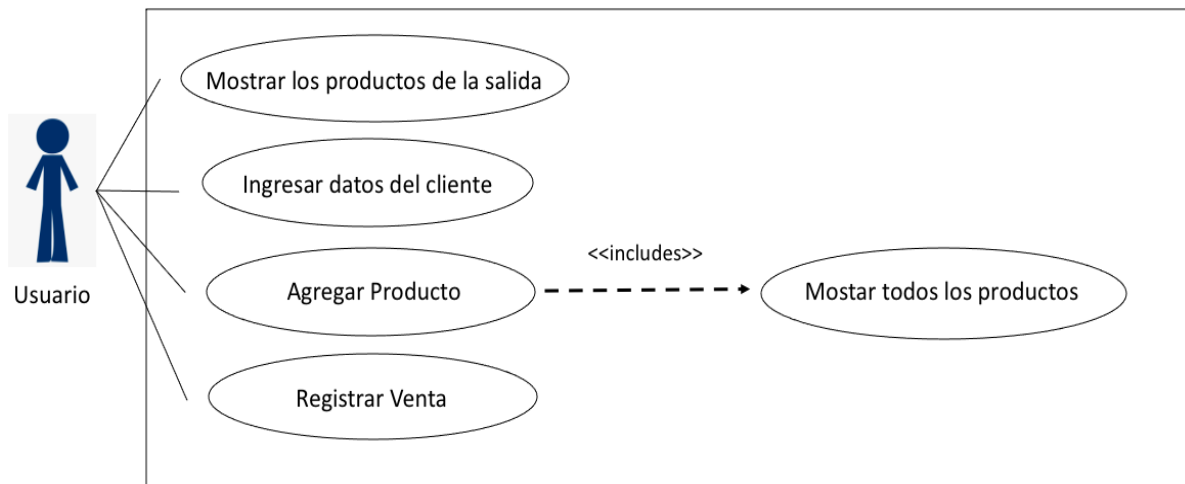 Mostrar los productos de la salida
Ingresar datos del cliente
<<includes>>
Usuario
Agregar Producto
Mostar todos los productos
Registrar Venta